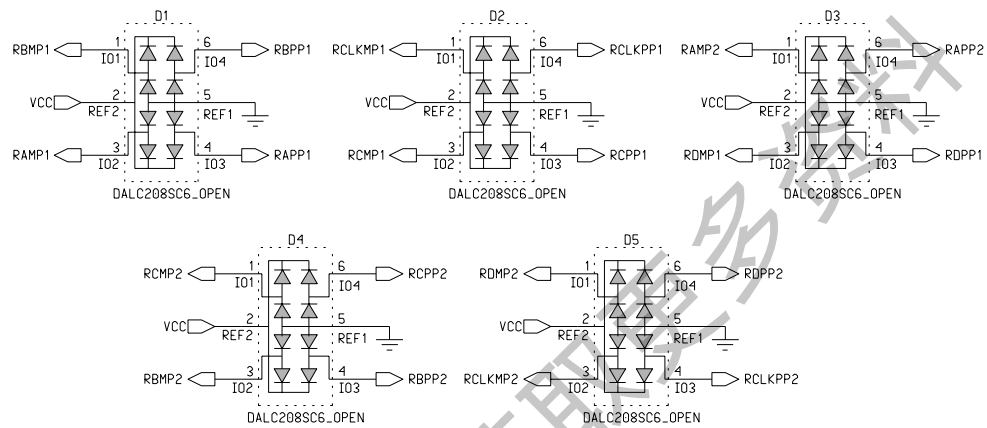 D1
RBMP1
1
IO1
6
IO4
RBPP1
VCC
2
REF2
5
REF1
RAMP1
3
IO2
4
IO3
RAPP1
DALC208SC6_OPEN
D2
RCLKMP1
1
IO1
6
IO4
RCLKPP1
VCC
2
REF2
5
REF1
RCMP1
3
IO2
4
IO3
RCPP1
DALC208SC6_OPEN
D3
RAMP2
1
IO1
6
IO4
RAPP2
VCC
2
REF2
5
REF1
RDMP1
3
IO2
4
IO3
RDPP1
DALC208SC6_OPEN
D4
RCMP2
1
IO1
6
IO4
RCPP2
VCC
2
REF2
5
REF1
RBMP2
3
IO2
4
IO3
RBPP2
DALC208SC6_OPEN
D5
RDMP2
1
IO1
6
IO4
RDPP2
VCC
2
REF2
5
REF1
RCLKMP2
3
IO2
4
IO3
RCLKPP2
DALC208SC6_OPEN
取更多资料